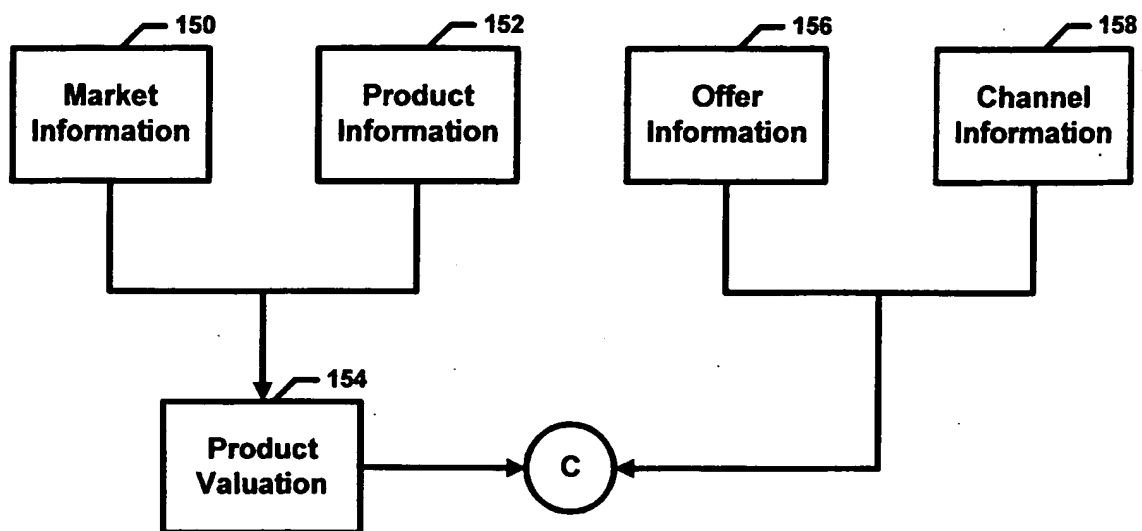 150
152
156
158
Market
Information
Product
Information
Offer
Information
Channel
Information
154
Product
Valuation
C